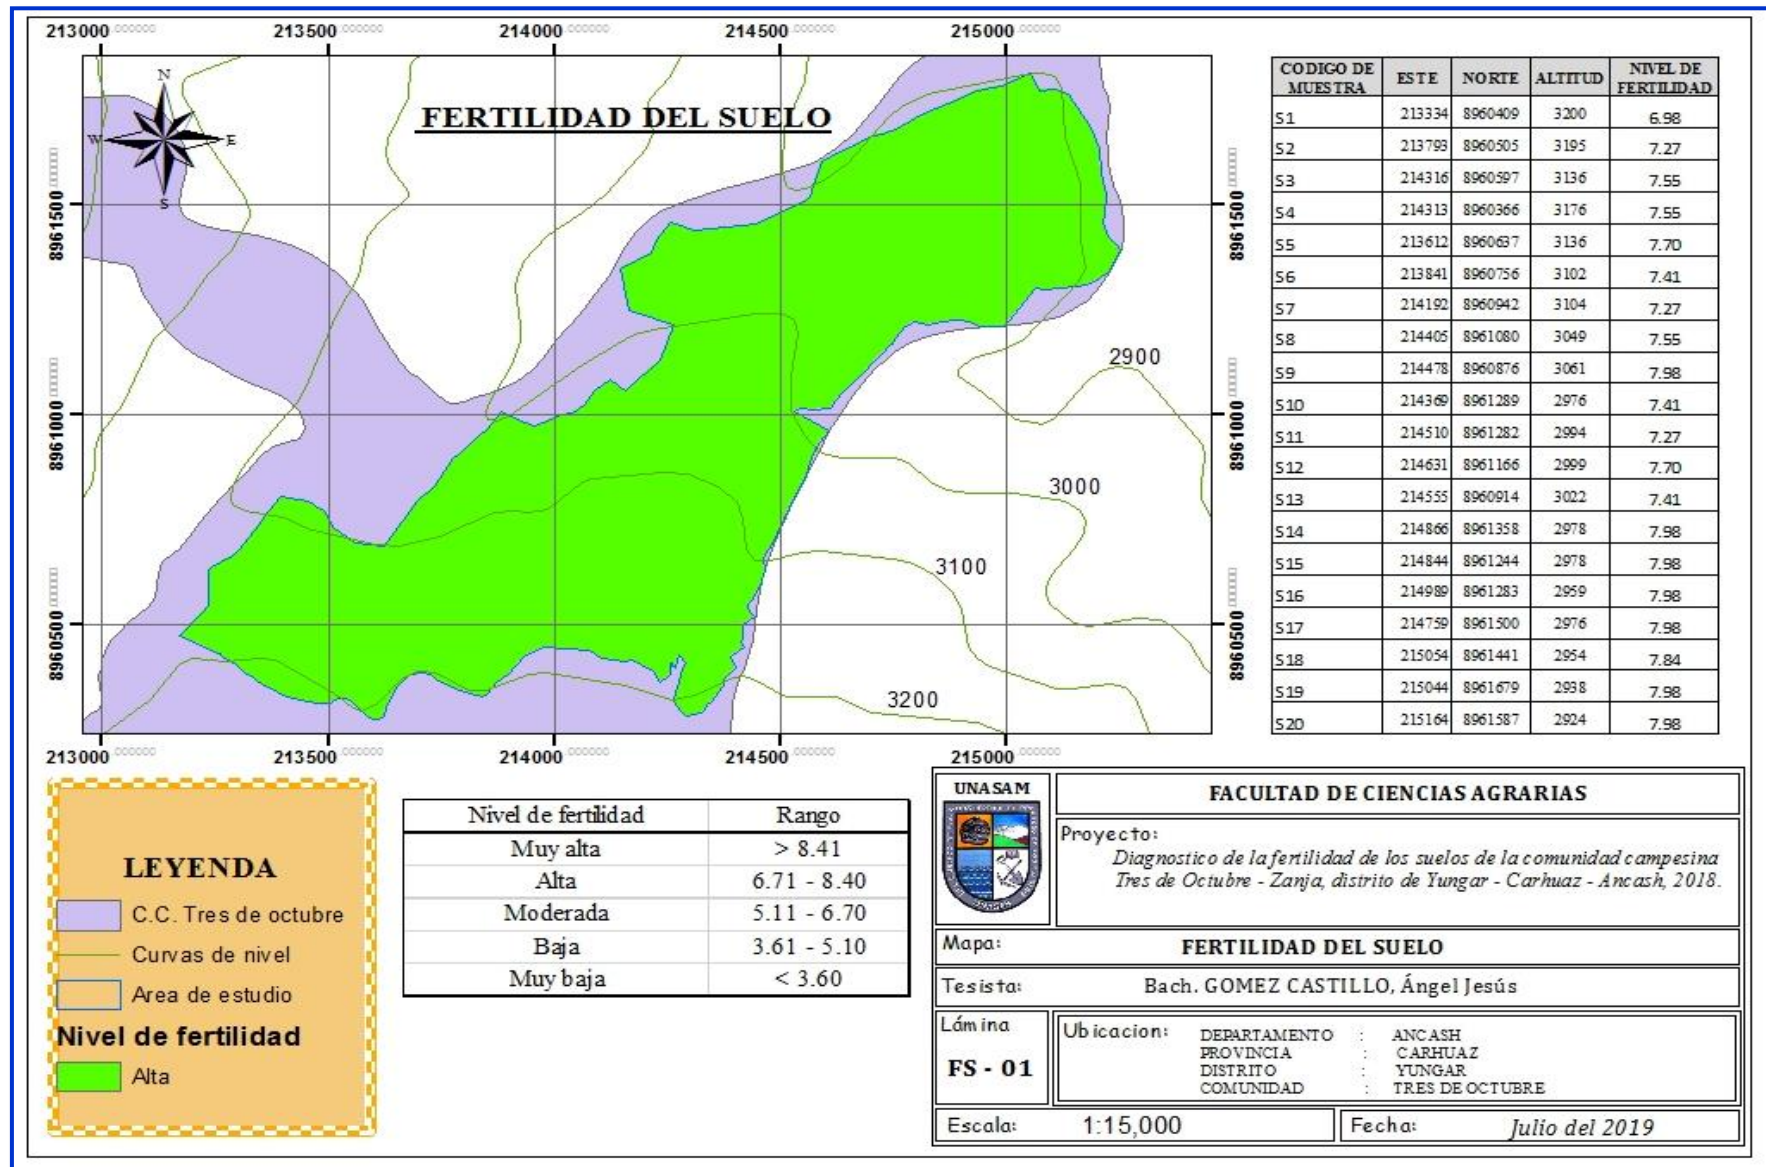 213000 213500 214000 214500 215000
FERTILIDAD DEL SUELO
N
W E
S
8961500 8961500
8961000 8961000
8960500 8960500
2900
3000
3100
3200
213000 213500 214000 214500 215000
CODIGO DE MUESTRA ESTE NORTE ALTITUD NIVEL DE FERTILIDAD
S1 213334 8960409 3200 6.98
S2 213793 8960505 3195 7.27
S3 214316 8960597 3136 7.55
S4 214313 8960366 3176 7.55
S5 213612 8960637 3136 7.70
S6 213841 8960756 3102 7.41
S7 214192 8960942 3104 7.27
S8 214405 8961080 3049 7.55
S9 214478 8960876 3061 7.98
S10 214369 8961289 2976 7.41
S11 214510 8961282 2994 7.27
S12 214631 8961166 2999 7.70
S13 214555 8960914 3022 7.41
S14 214866 8961358 2978 7.98
S15 214844 8961244 2978 7.98
S16 214989 8961283 2959 7.98
S17 214759 8961500 2976 7.98
S18 215054 8961441 2954 7.84
S19 215044 8961679 2938 7.98
S20 215164 8961587 2924 7.98
LEYENDA
C.C. Tres de octubre
Curvas de nivel
Area de estudio
Nivel de fertilidad
Alta
Nivel de fertilidad Rango
Muy alta > 8.41
Alta 6.71 - 8.40
Moderada 5.11 - 6.70
Baja 3.61 - 5.10
Muy baja < 3.60
UNASAM
FACULTAD DE CIENCIAS AGRARIAS
Proyecto:
Diagnostico de la fertilidad de los suelos de la comunidad campesina
Tres de Octubre - Zanja, distrito de Yungar - Carhuaz - Ancash, 2018.
Mapa: FERTILIDAD DEL SUELO
Tesista: Bach. GOMEZ CASTILLO, Ángel Jesús
Lámina
FS - 01
Ubicacion: DEPARTAMENTO : ANCASH
PROVINCIA : CARHUAZ
DISTRITO : YUNGAR
COMUNIDAD : TRES DE OCTUBRE
Escala: 1:15,000
Fecha: Julio del 2019